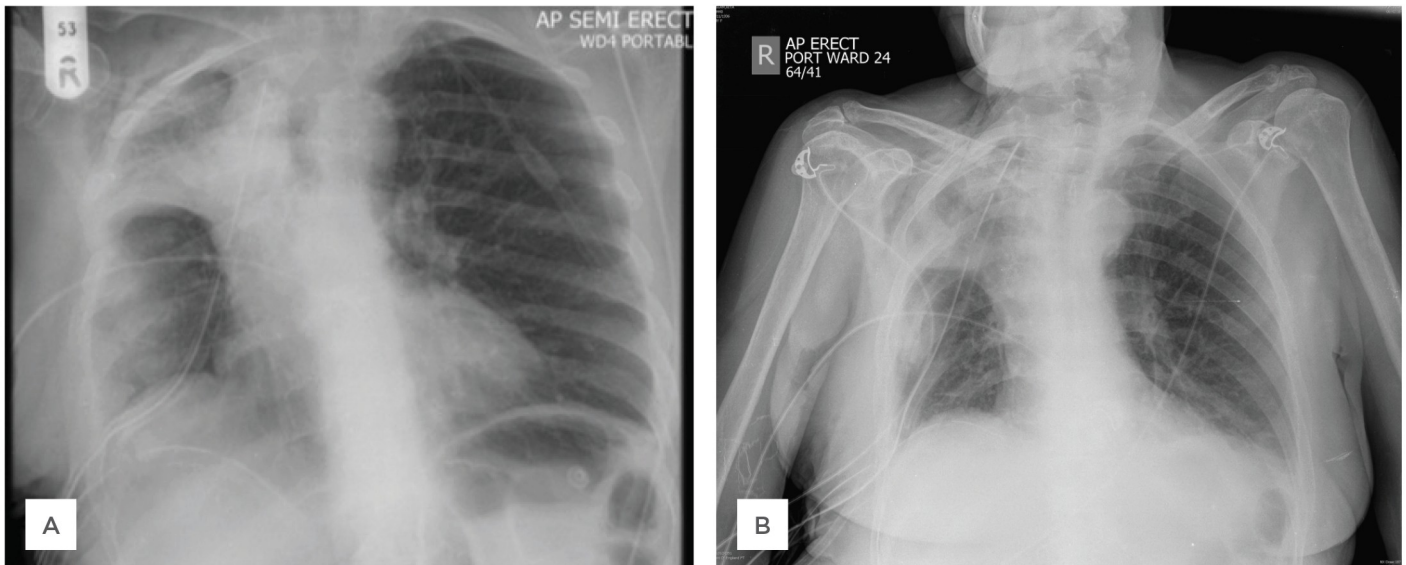 53
R
AP SEMI ERECT
WD4 PORTABL
A
R
AP ERECT
PORT WARD 24
64/41
B